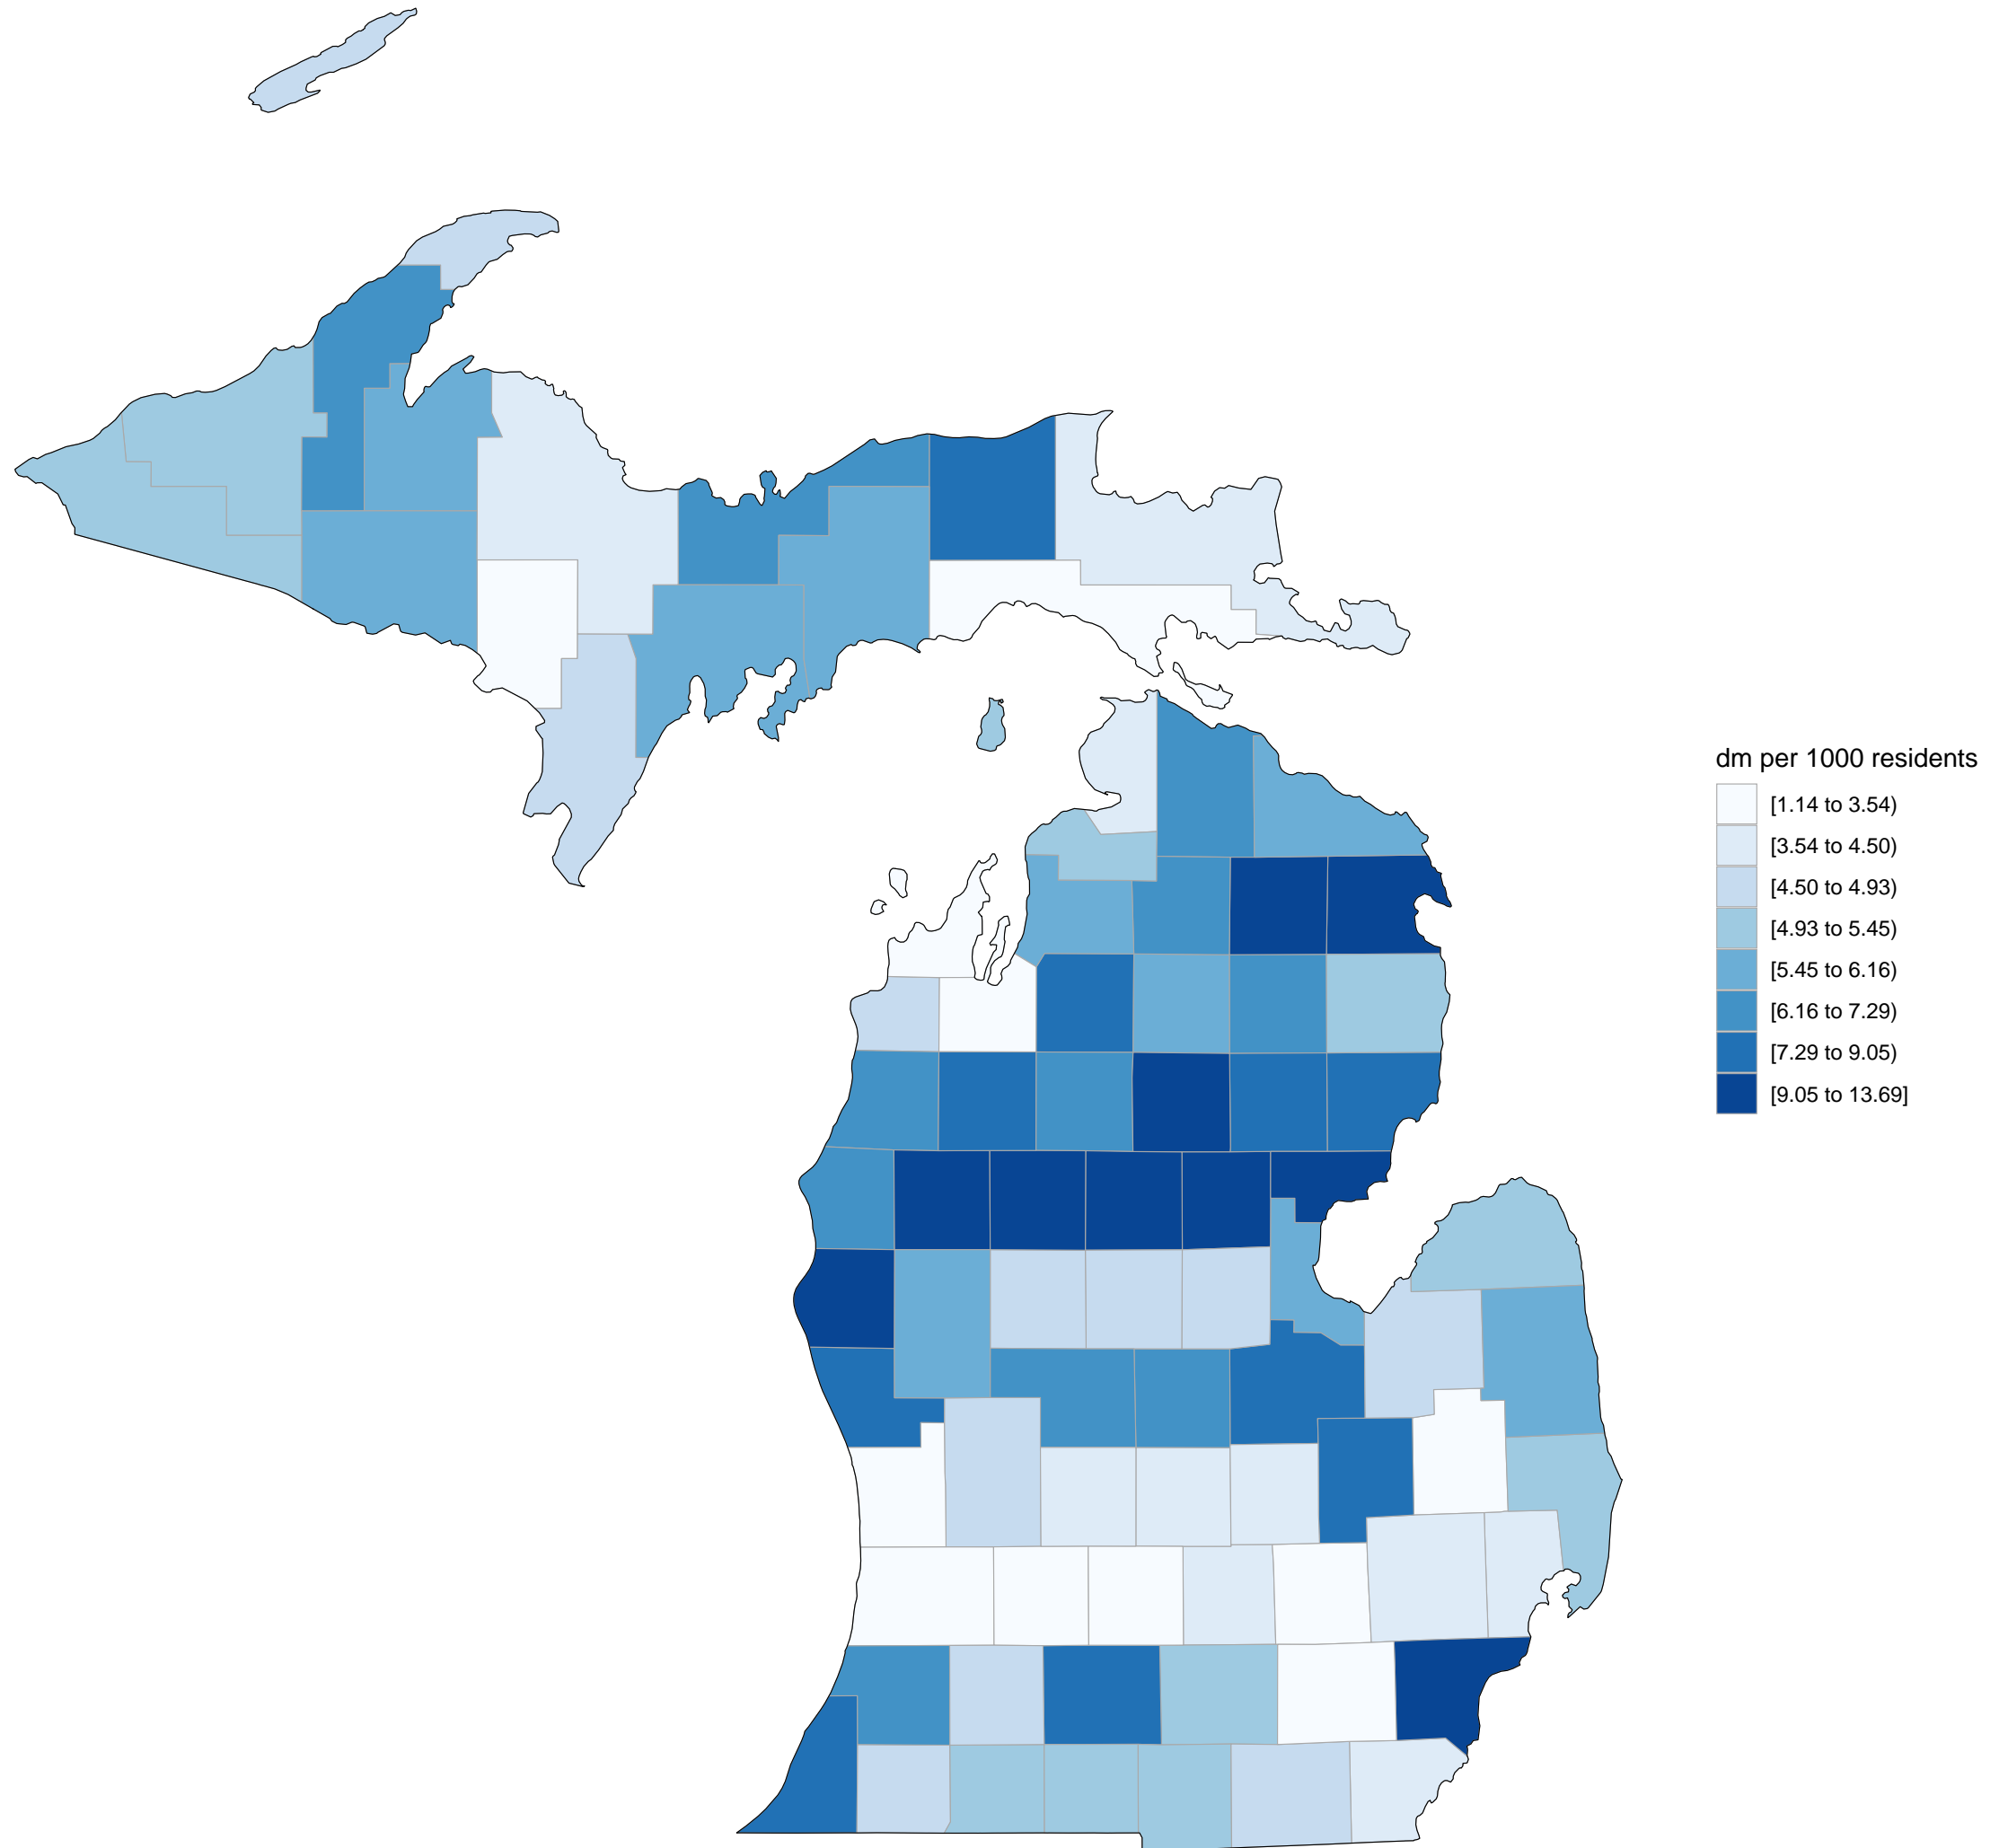 dm per 1000 residents
[1.14 to 3.54)
[3.54 to 4.50)
[4.50 to 4.93)
[4.93 to 5.45)
[5.45 to 6.16)
[6.16 to 7.29)
[7.29 to 9.05)
[9.05 to 13.69]